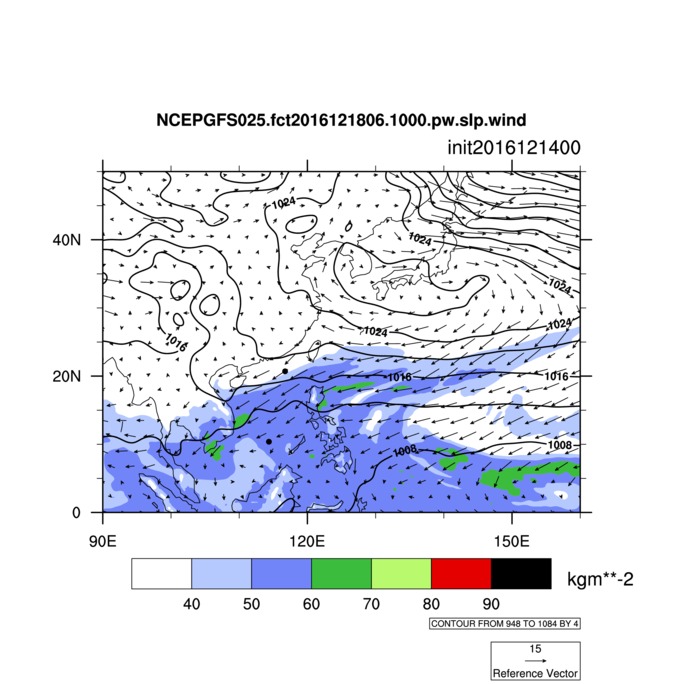 NCEPGFS025.fct2016121806.1000.pw.slp.wind
init2016121400
1024
1024
1024
1024
1024
1016
1016
1016
1008
1008
40N
20N
0
90E 120E 150E
40 50 60 70 80 90
kgm**-2
CONTOUR FROM 948 TO 1084 BY 4
15
Reference Vector